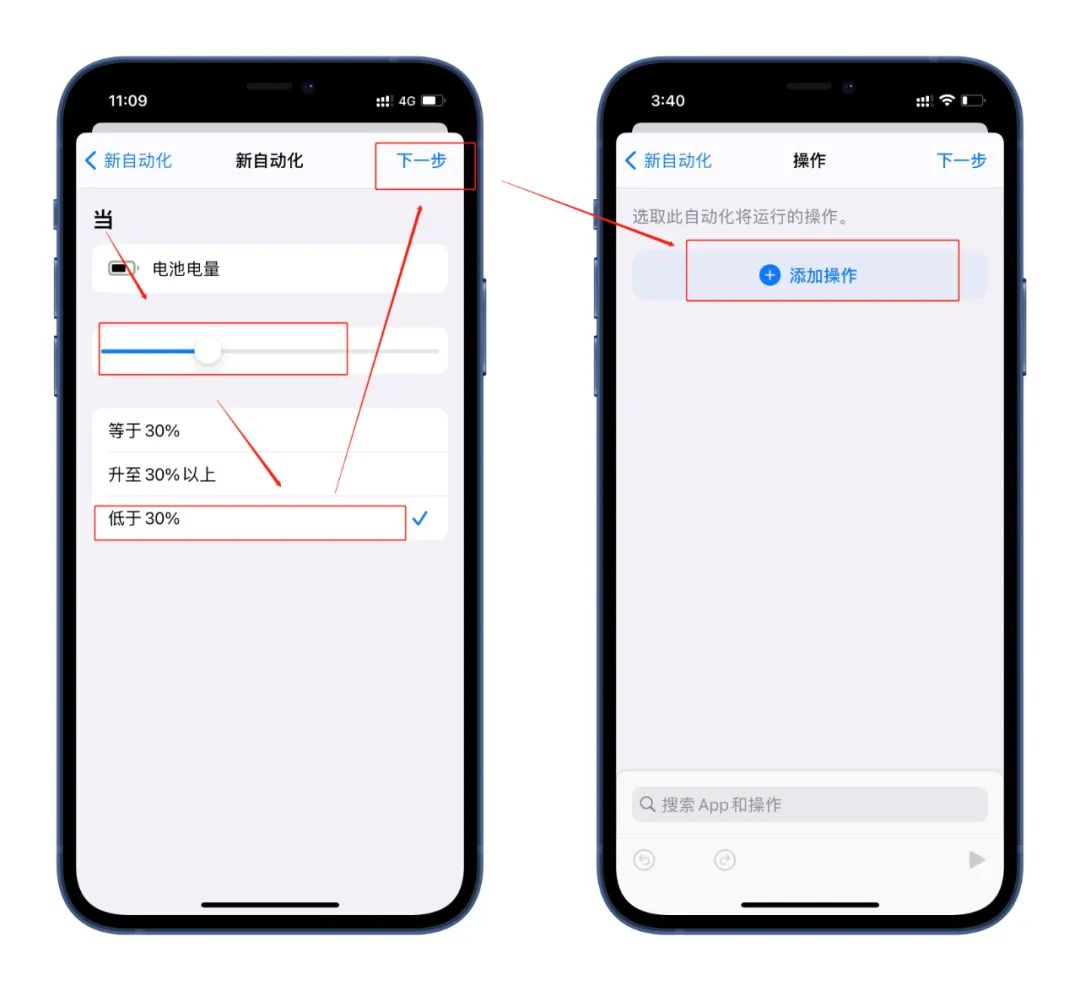 11:09
4G
新自动化
新自动化
下一步
当
电池电量
等于 30%
升至 30% 以上
低于 30%
3:40
新自动化
操作
下一步
选取此自动化将运行的操作。
添加操作
搜索 App 和操作